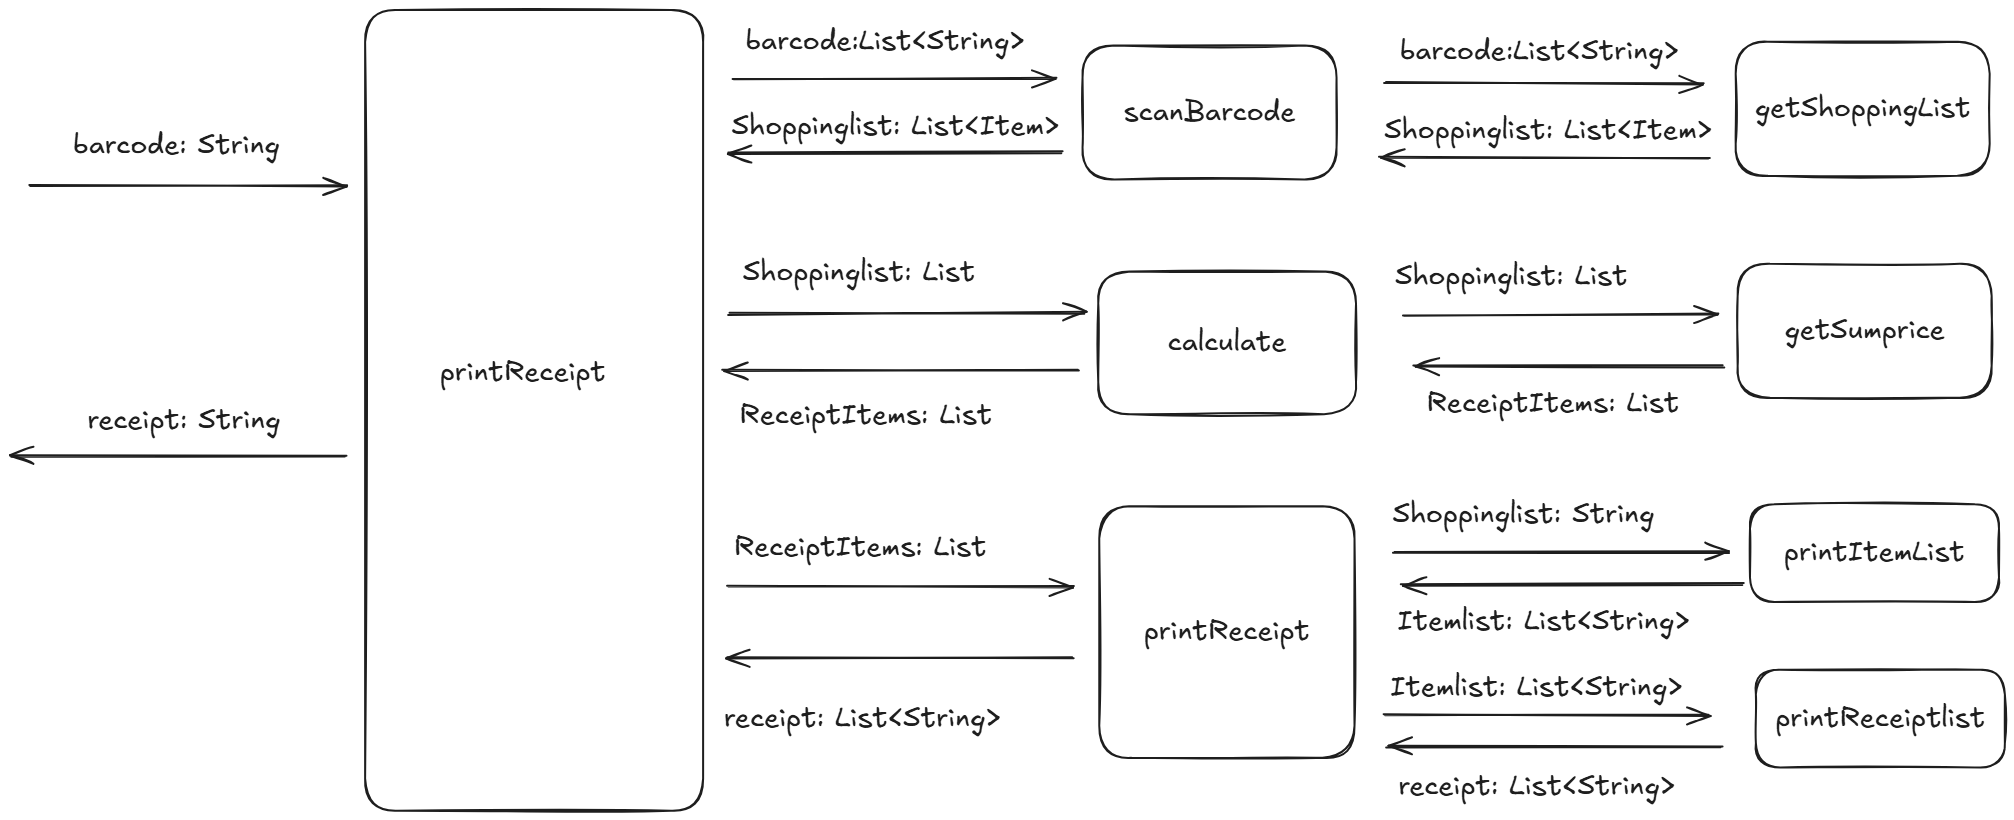 barcode: String
receipt: String
printReceipt
barcode:List<String>
Shoppinglist: List<Item>
scanBarcode
barcode:List<String>
Shoppinglist: List<Item>
getShoppingList
Shoppinglist: List
ReceiptItems: List
calculate
Shoppinglist: List
ReceiptItems: List
getSumprice
ReceiptItems: List
receipt: List<String>
printReceipt
Shoppinglist: String
Itemlist: List<String>
printItemList
Itemlist: List<String>
receipt: List<String>
printReceiptlist